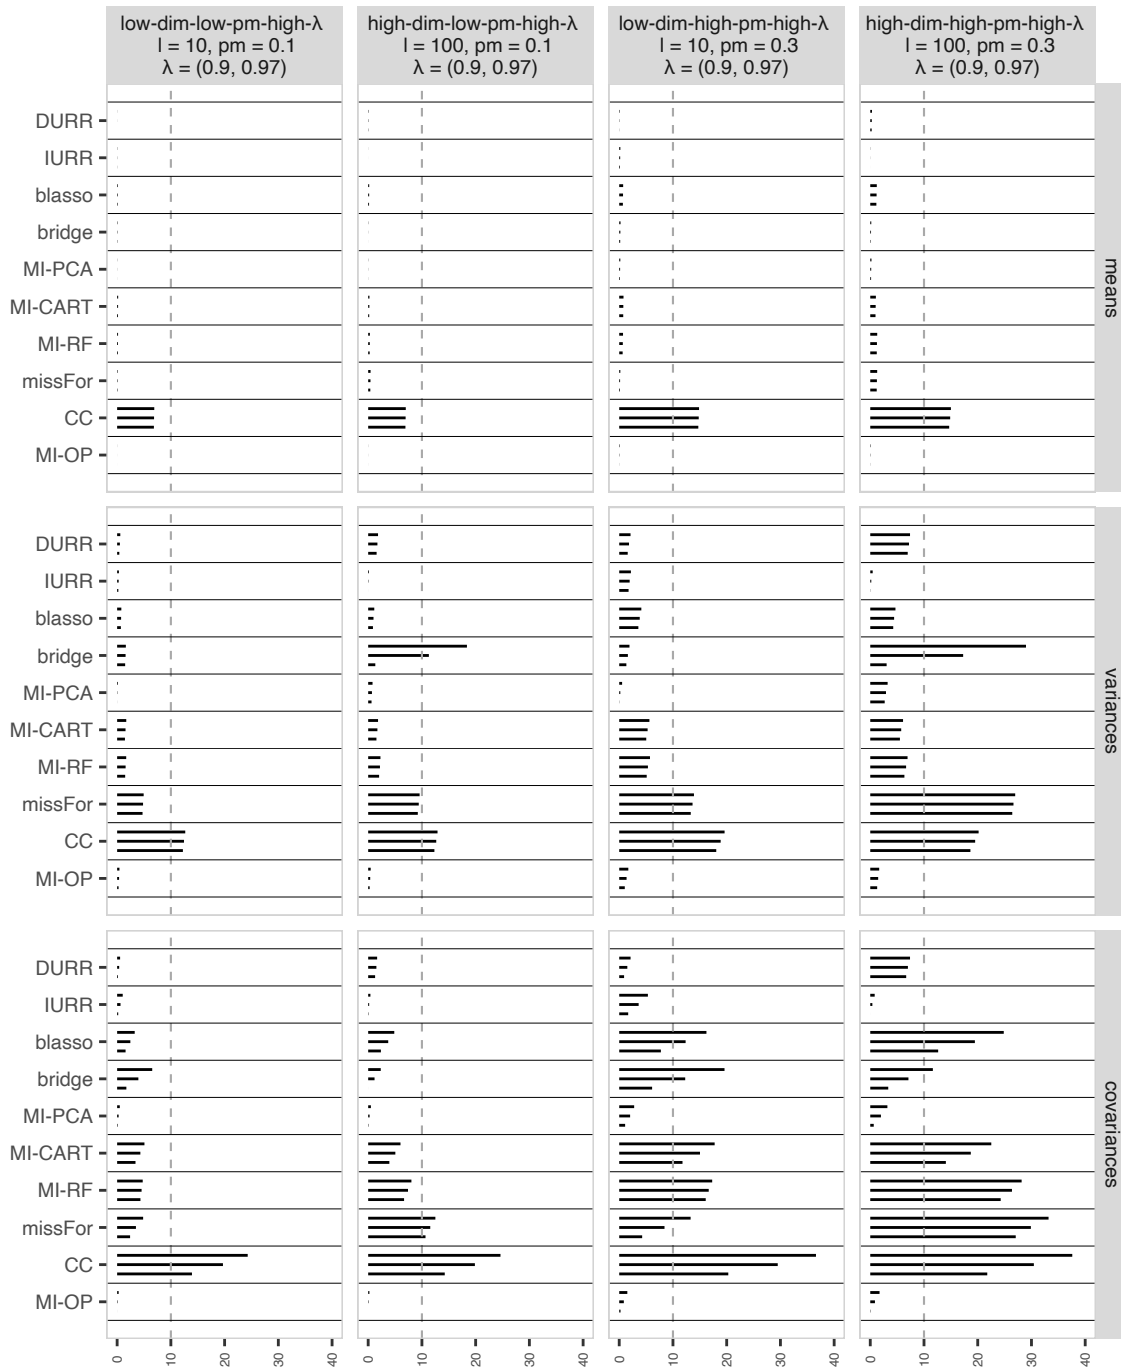 low-dim-low-pm-high-λ
l = 10, pm = 0.1
λ = (0.9, 0.97)
high-dim-low-pm-high-λ
l = 100, pm = 0.1
λ = (0.9, 0.97)
low-dim-high-pm-high-λ
l = 10, pm = 0.3
λ = (0.9, 0.97)
high-dim-high-pm-high-λ
l = 100, pm = 0.3
λ = (0.9, 0.97)
DURR
IURR
blasso
bridge
MI-PCA
MI-CART
MI-RF
missFor
CC
MI-OP
means
DURR
IURR
blasso
bridge
MI-PCA
MI-CART
MI-RF
missFor
CC
MI-OP
variances
DURR
IURR
blasso
bridge
MI-PCA
MI-CART
MI-RF
missFor
CC
MI-OP
covariances
0 10 20 30 40
0 10 20 30 40
0 10 20 30 40
0 10 20 30 40